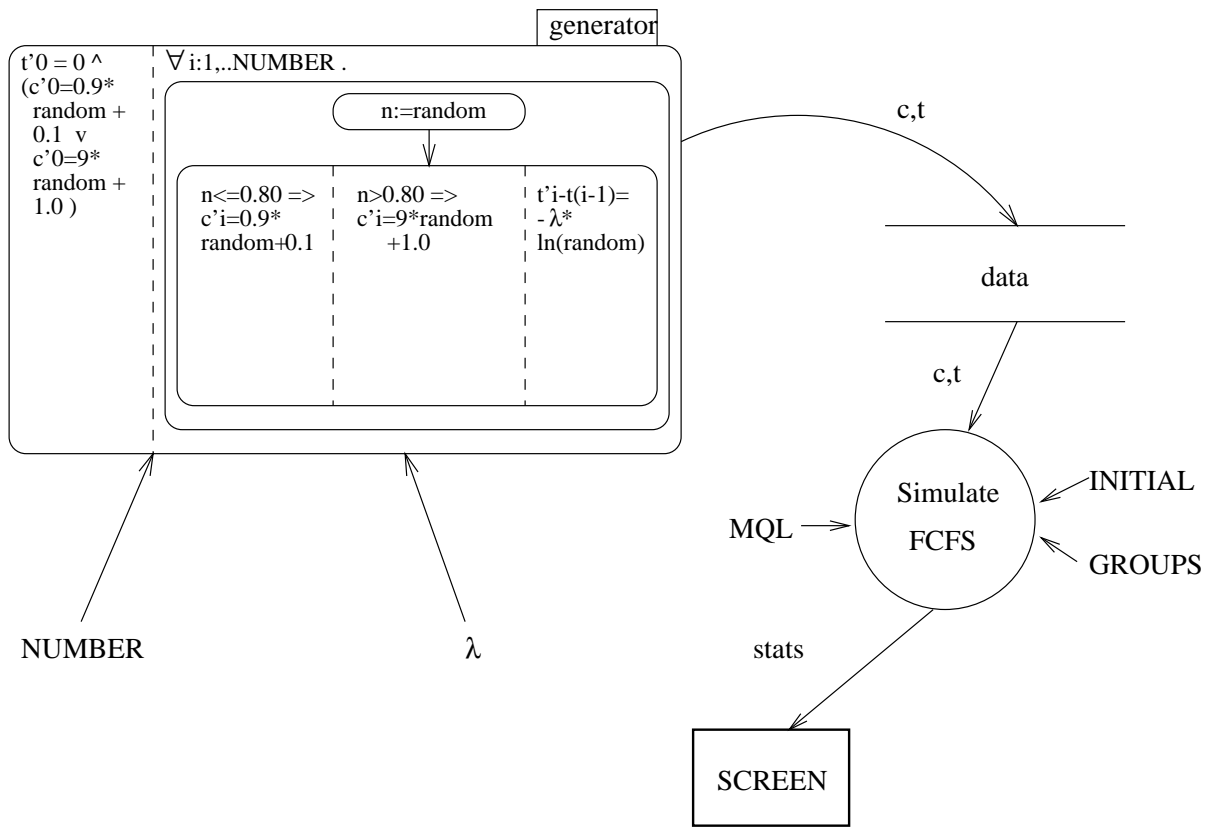 generator
t'0 = 0 ^
(c'0=0.9*
random +
0.1 v
c'0=9*
random +
1.0 )
∀ i:1,..NUMBER .
n:=random
n<=0.80 =>
c'i=0.9*
random+0.1
n>0.80 =>
c'i=9*random
+1.0
t'i-t(i-1)=
- λ*
ln(random)
c,t
data
c,t
Simulate
FCFS
INITIAL
MQL
GROUPS
NUMBER
λ
stats
SCREEN